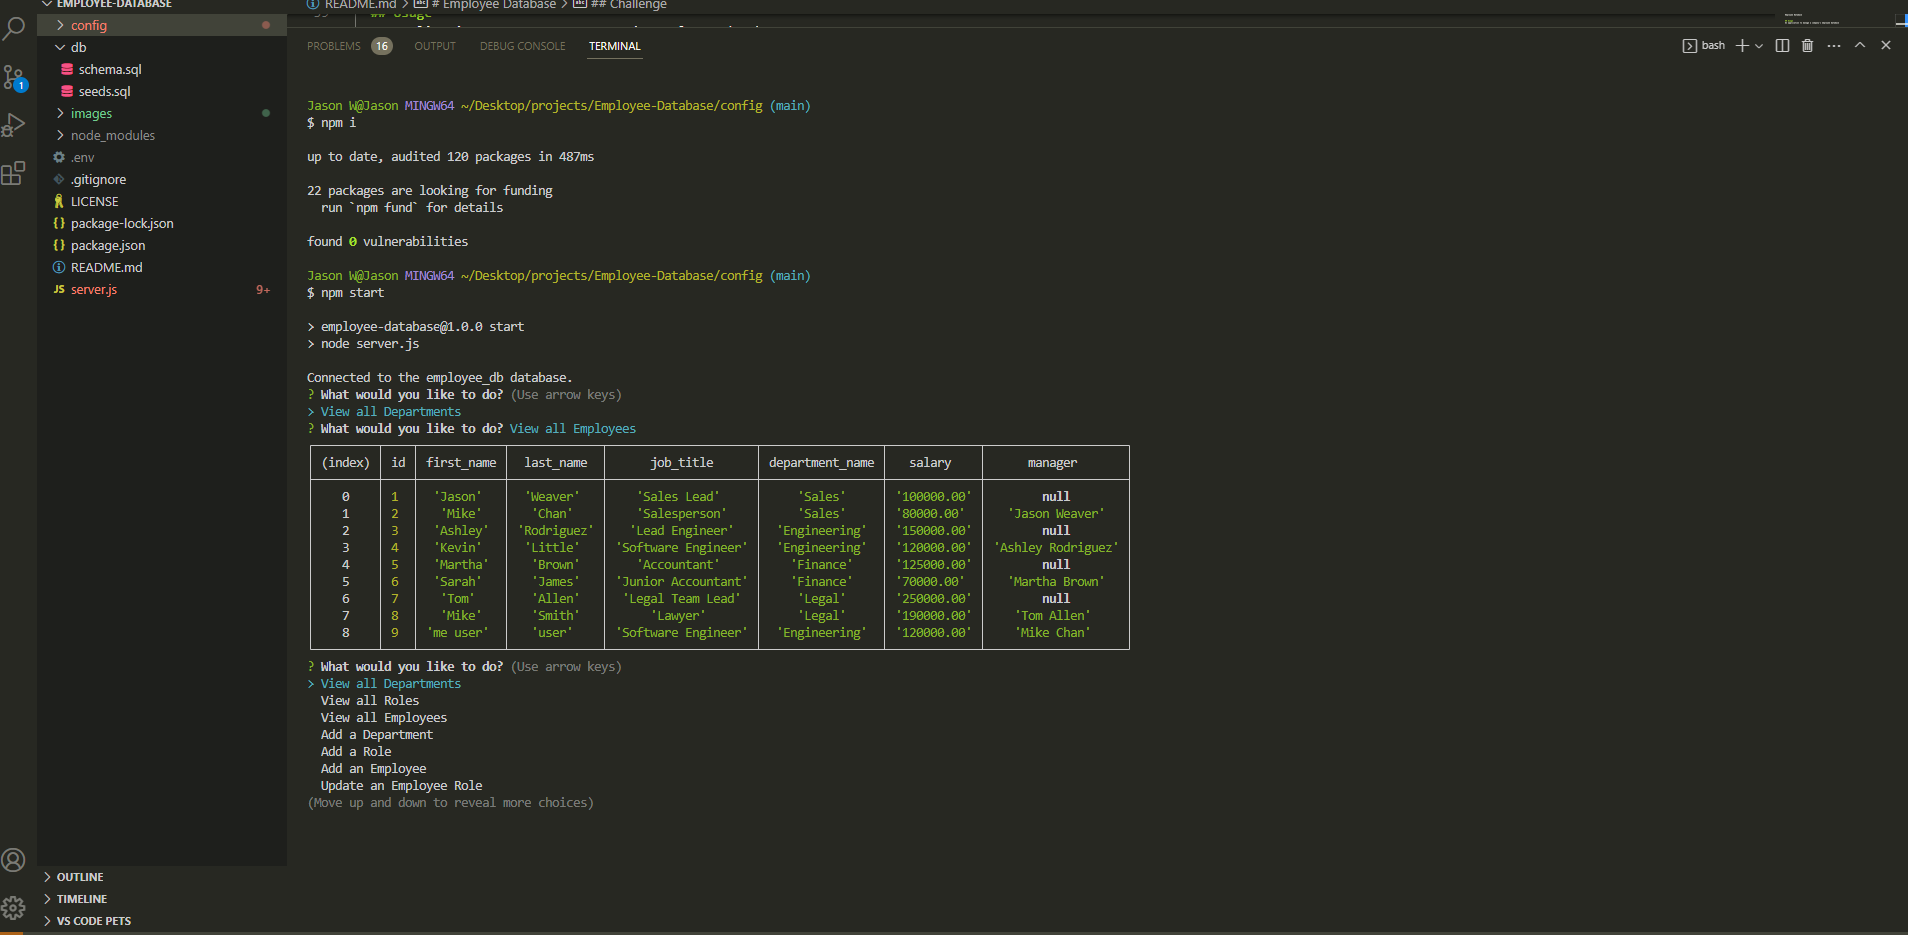 EMPLOYEE-DATABASE
config
db
schema.sql
seeds.sql
images
node_modules
.env
.gitignore
LICENSE
package-lock.json
package.json
README.md
JS server.js 9+
1
OUTLINE
TIMELINE
VS CODE PETS
README.md > # Employee Database > ## Challenge
## Usage
PROBLEMS 16 OUTPUT DEBUG CONSOLE TERMINAL
bash
Jason W@Jason MINGW64 ~/Desktop/projects/Employee-Database/config (main)
$ npm i
up to date, audited 120 packages in 487ms
22 packages are looking for funding
run `npm fund` for details
found 0 vulnerabilities
Jason W@Jason MINGW64 ~/Desktop/projects/Employee-Database/config (main)
$ npm start
> employee-database@1.0.0 start
> node server.js
Connected to the employee_db database.
? What would you like to do? (Use arrow keys)
> View all Departments
? What would you like to do? View all Employees
(index) id first_name last_name job_title department_name salary manager
0 1 'Jason' 'Weaver' 'Sales Lead' 'Sales' '100000.00' null
1 2 'Mike' 'Chan' 'Salesperson' 'Sales' '80000.00' 'Jason Weaver'
2 3 'Ashley' 'Rodriguez' 'Lead Engineer' 'Engineering' '150000.00' null
3 4 'Kevin' 'Little' 'Software Engineer' 'Engineering' '120000.00' 'Ashley Rodriguez'
4 5 'Martha' 'Brown' 'Accountant' 'Finance' '125000.00' null
5 6 'Sarah' 'James' 'Junior Accountant' 'Finance' '70000.00' 'Martha Brown'
6 7 'Tom' 'Allen' 'Legal Team Lead' 'Legal' '250000.00' null
7 8 'Mike' 'Smith' 'Lawyer' 'Legal' '190000.00' 'Tom Allen'
8 9 'me user' 'user' 'Software Engineer' 'Engineering' '120000.00' 'Mike Chan'
? What would you like to do? (Use arrow keys)
> View all Departments
View all Roles
View all Employees
Add a Department
Add a Role
Add an Employee
Update an Employee Role
(Move up and down to reveal more choices)